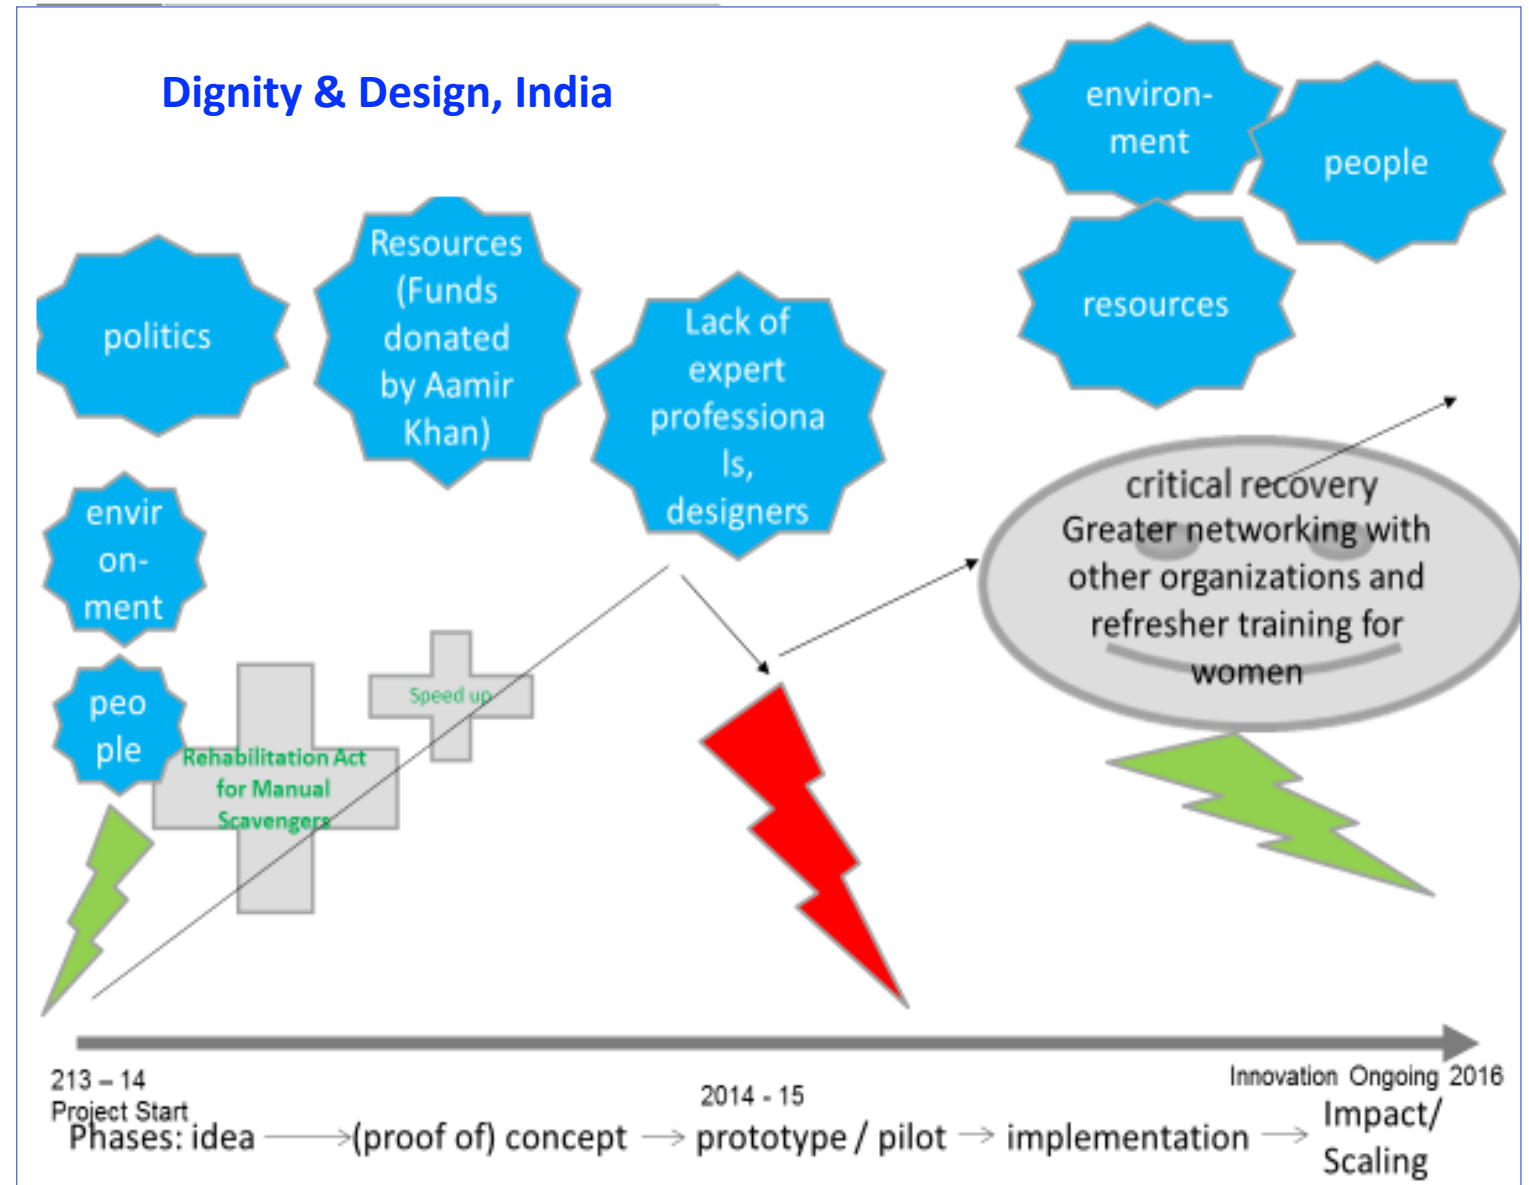 Dignity & Design, India
environ-
ment
people
resources
politics
Resources
(Funds
donated
by Aamir
Khan)
Lack of
expert
professiona
ls,
designers
envir
on-
ment
peo
ple
Rehabilitation Act
for Manual
Scavengers
Speed up
critical recovery
Greater networking with
other organizations and
refresher training for
women
213 – 14
Project Start
2014 - 15
Innovation Ongoing 2016
Phases: idea
(proof of) concept
prototype / pilot
implementation
Impact/
Scaling